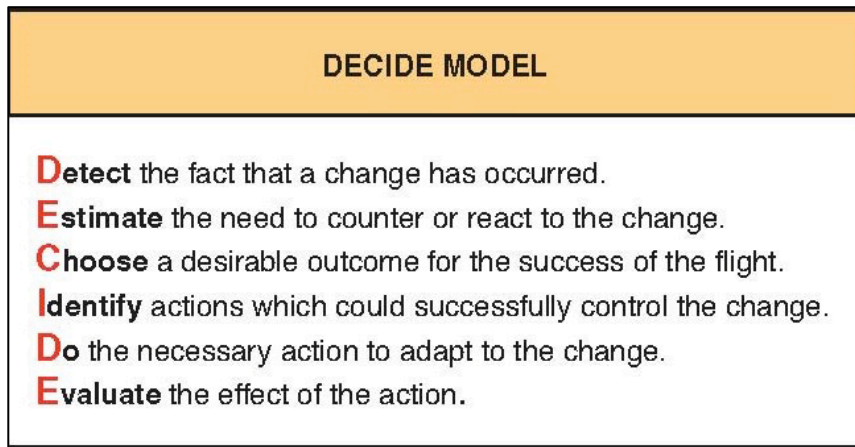 DECIDE MODEL
Detect the fact that a change has occurred.
Estimate the need to counter or react to the change.
Choose a desirable outcome for the success of the flight.
Identify actions which could successfully control the change.
Do the necessary action to adapt to the change.
Evaluate the effect of the action.